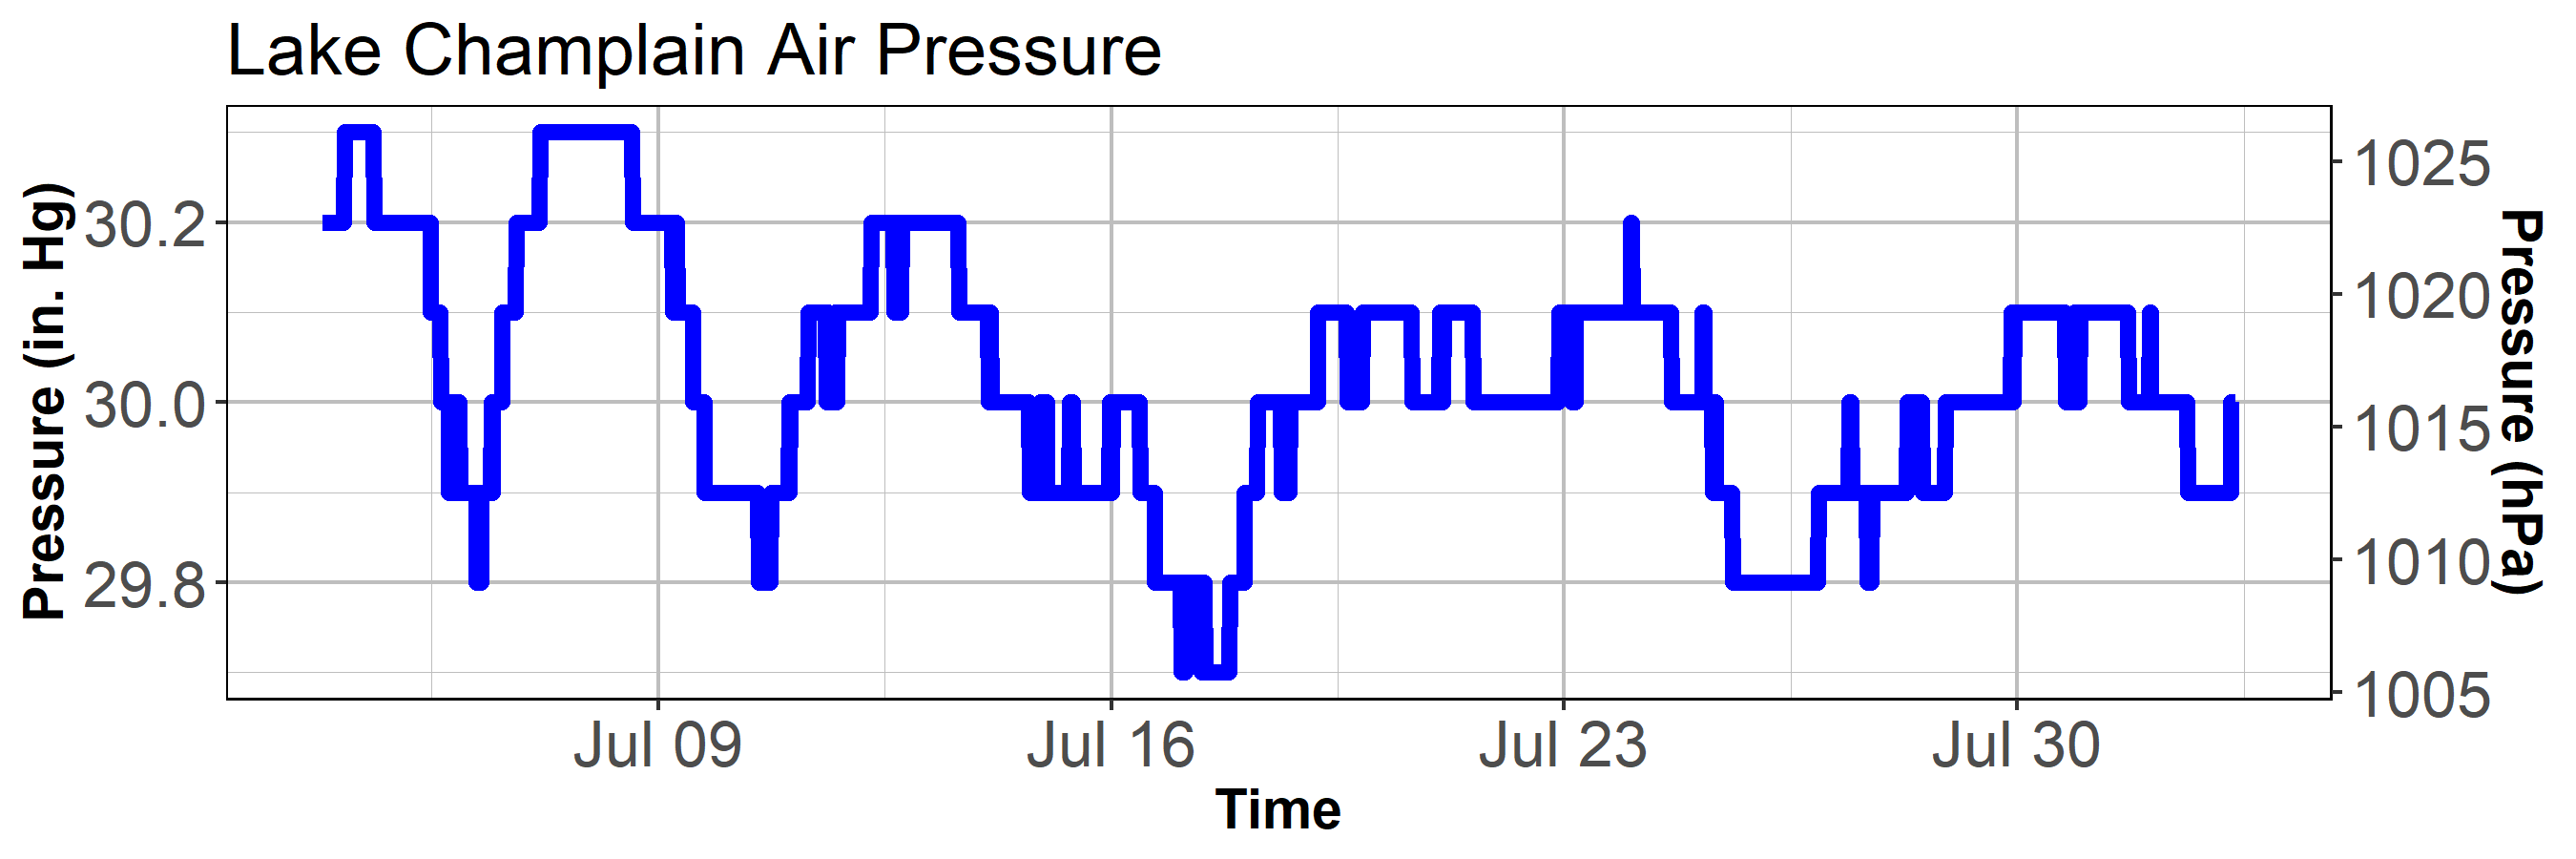 Lake Champlain Air Pressure
Pressure (in. Hg)
30.2
30.0
29.8
1025
1020
1015
1010
1005
Pressure (hPa)
Jul 09 Jul 16 Jul 23 Jul 30
Time